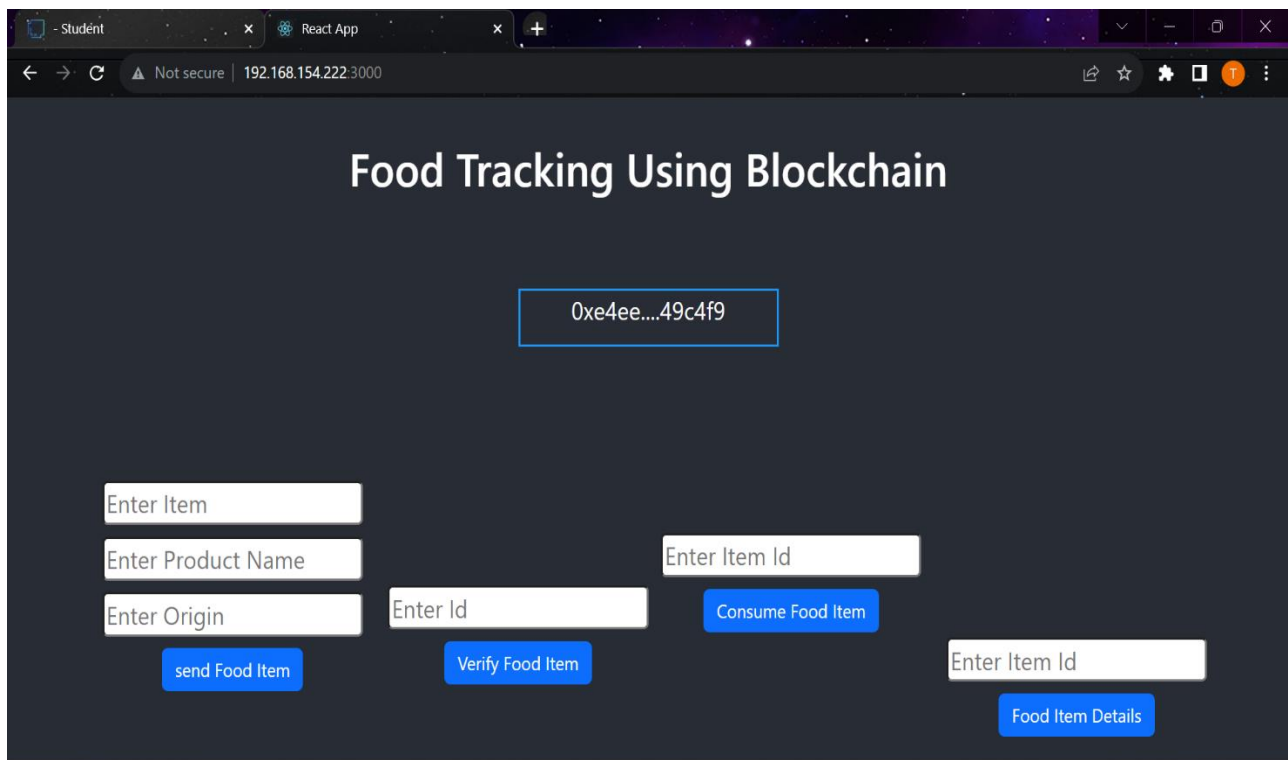 - Student
React App
Not secure | 192.168.154.222:3000
T
Food Tracking Using Blockchain
0xe4ee....49c4f9
Enter Item
Enter Product Name
Enter Origin
send Food Item
Enter Id
Verify Food Item
Enter Item Id
Consume Food Item
Enter Item Id
Food Item Details